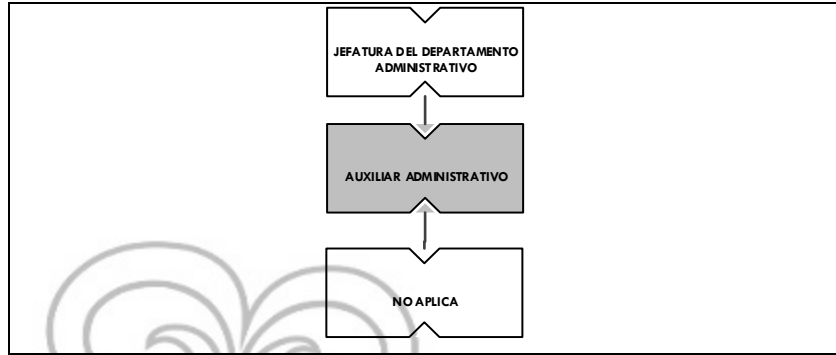 JEFATURA DEL DEPARTAMENTO
ADMINISTRATIVO
AUXILIAR ADMINISTRATIVO
NO APLICA